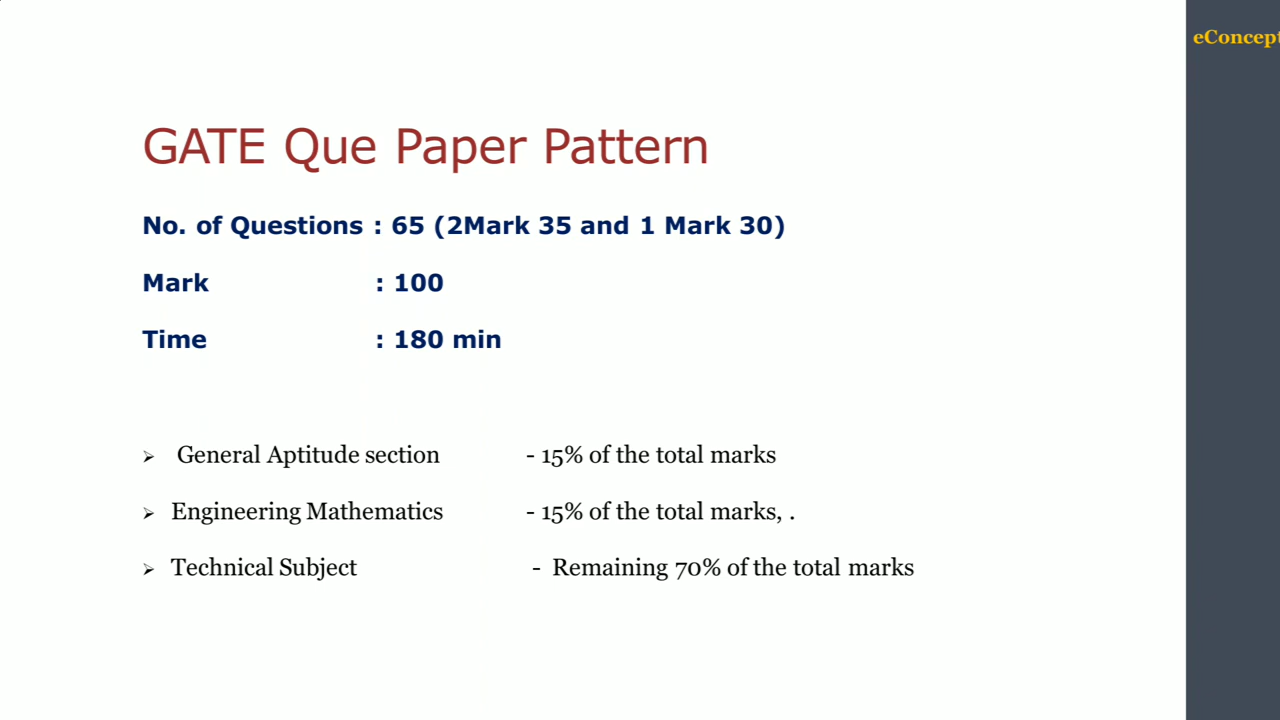 eConcept
GATE Que Paper Pattern
No. of Questions : 65 (2Mark 35 and 1 Mark 30)
Mark : 100
Time : 180 min
➢ General Aptitude section - 15% of the total marks
➢ Engineering Mathematics - 15% of the total marks, .
➢ Technical Subject - Remaining 70% of the total marks